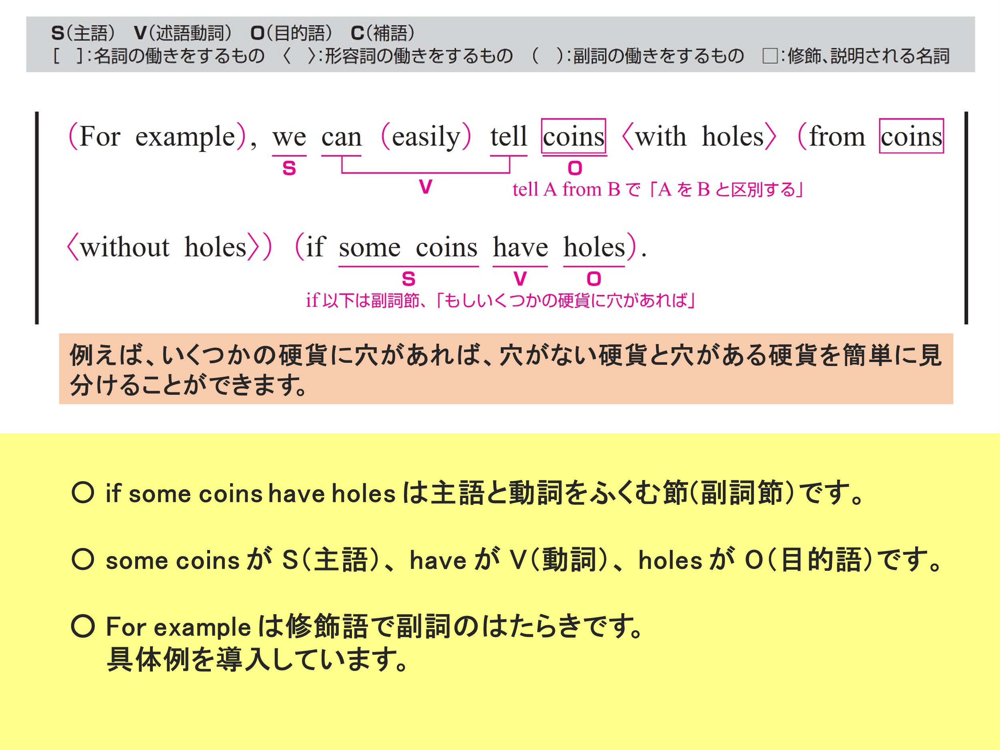 S（主語）　V（述語動詞）　O（目的語）　C（補語）
[　]：名詞の働きをするもの　〈　〉：形容詞の働きをするもの　（　）：副詞の働きをするもの　□：修飾、説明される名詞
（For example）, we can （easily） tell coins 〈with holes〉 （from coins
S O
V tell A from B で「A を B と区別する」
〈without holes〉） （if some coins have holes）.
S V O
if 以下は副詞節、「もしいくつかの硬貨に穴があれば」
例えば、いくつかの硬貨に穴があれば、穴がない硬貨と穴がある硬貨を簡単に見
分けることができます。
○ if some coins have holes は主語と動詞をふくむ節（副詞節）です。
○ some coins が S（主語）、have が V（動詞）、holes が O（目的語）です。
○ For example は修飾語で副詞のはたらきです。
具体例を導入しています。